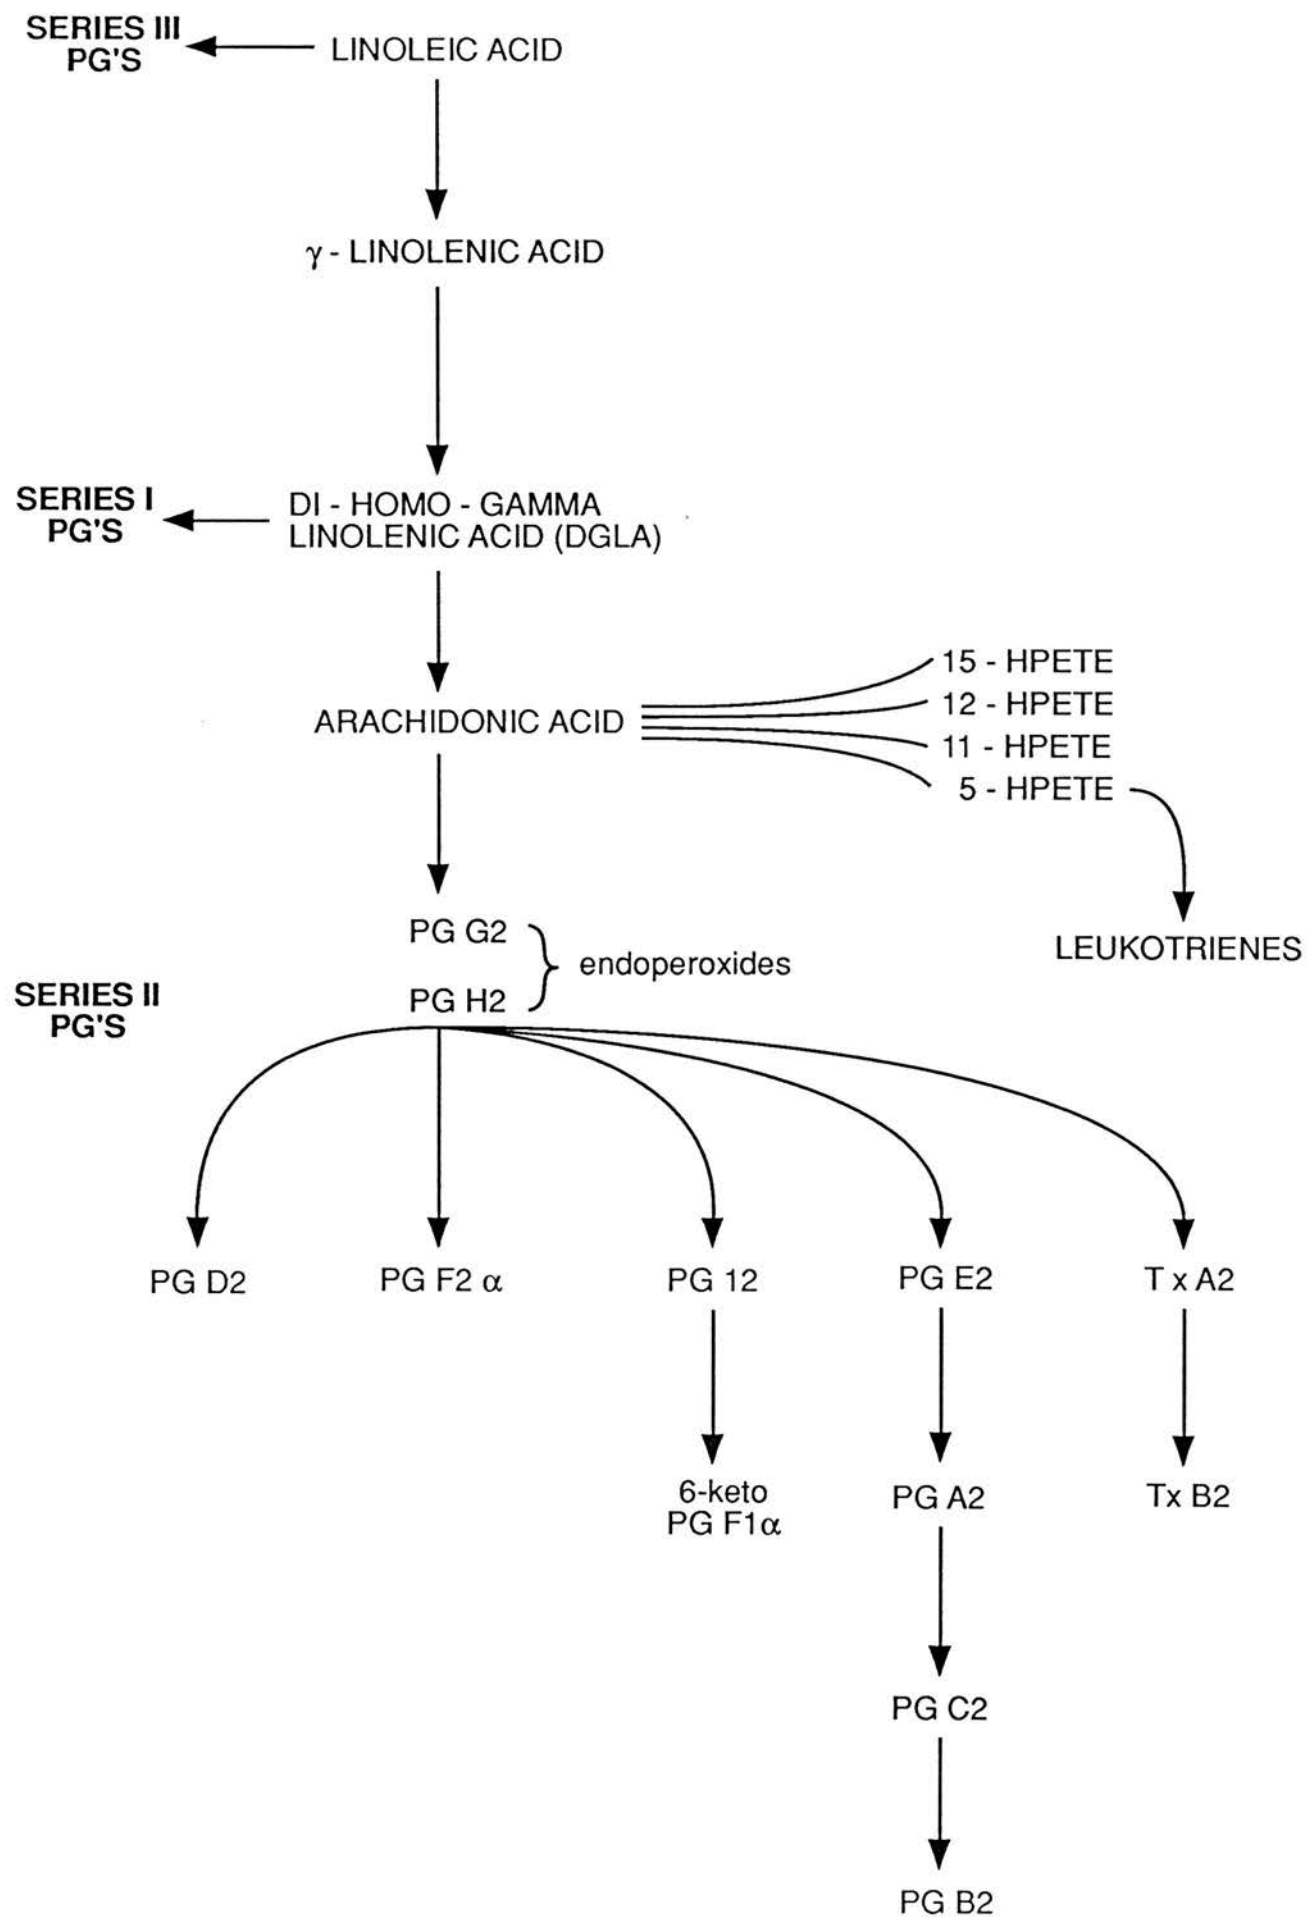 SERIES III
PG'S
LINOLEIC ACID
γ - LINOLENIC ACID
SERIES I
PG'S
DI - HOMO - GAMMA
LINOLENIC ACID (DGLA)
ARACHIDONIC ACID
15 - HPETE
12 - HPETE
11 - HPETE
5 - HPETE
LEUKOTRIENES
PG G2
endoperoxides
PG H2
SERIES II
PG'S
PG D2
PG F2 α
PG 12
PG E2
T x A2
6-keto
PG F1α
PG A2
Tx B2
PG C2
PG B2